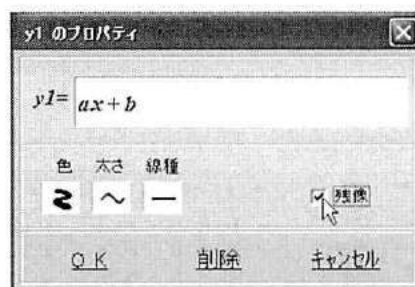 y1 のプロパティ
y1= ax + b
色 太さ 線種
残像
O K 削除 キャンセル